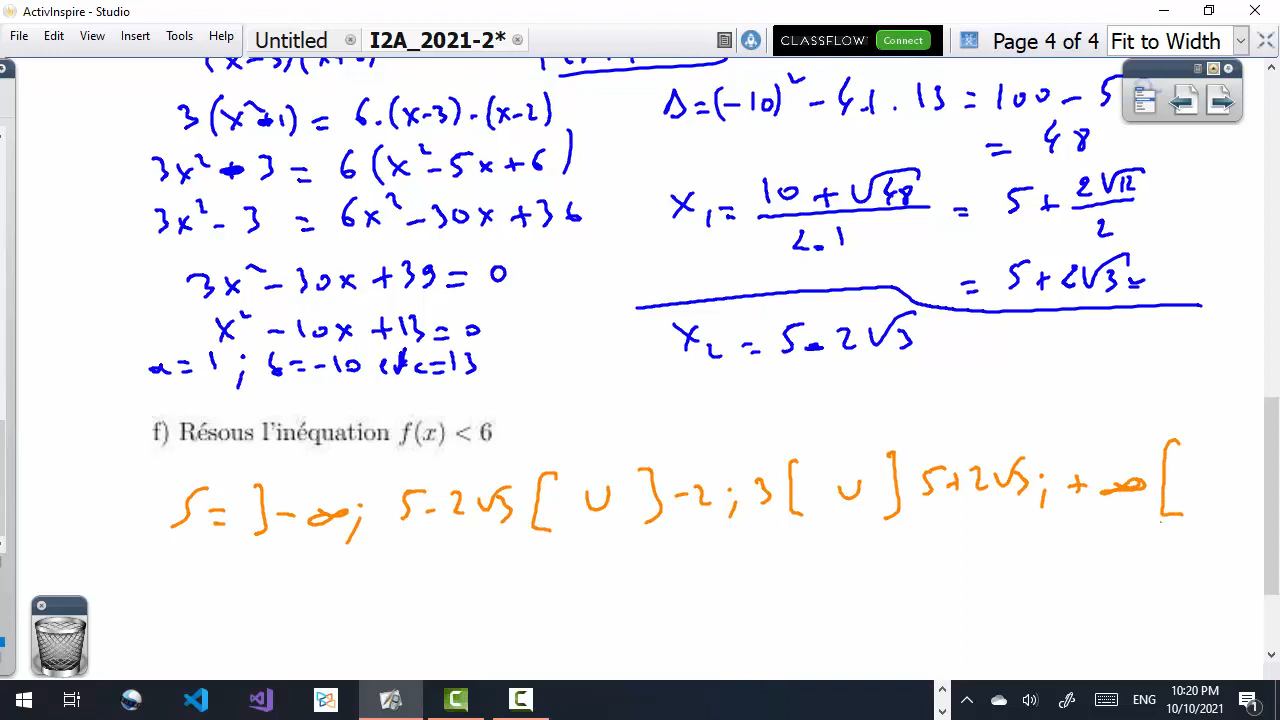 ActivInspire - Studio
File Edit View Insert Tools Help
Untitled
I2A_2021-2*
CLASSFLOW Connect
Page 4 of 4
Fit to Width
3(x²-1) = 6.(x-3).(x-2)
3x² - 3 = 6(x²-5x+6)
3x² - 3 = 6x² - 30x + 36
3x² - 30x + 39 = 0
x² - 10x + 13 = 0
a = 1 ; b = -10 et c = 13
Δ = (-10)² - 4.1.13 = 100 - 5
= 48
x₁ = (10 + √48)/(2.1) = 5 + (2√12)/2
= 5 + 2√3
x₂ = 5 - 2√3
f) Résous l'inéquation f(x) < 6
S = ]-∞; 5-2√3[ ∪ ]-2; 3[ ∪ ]5+2√3; +∞[
ENG
10:20 PM
10/10/2021